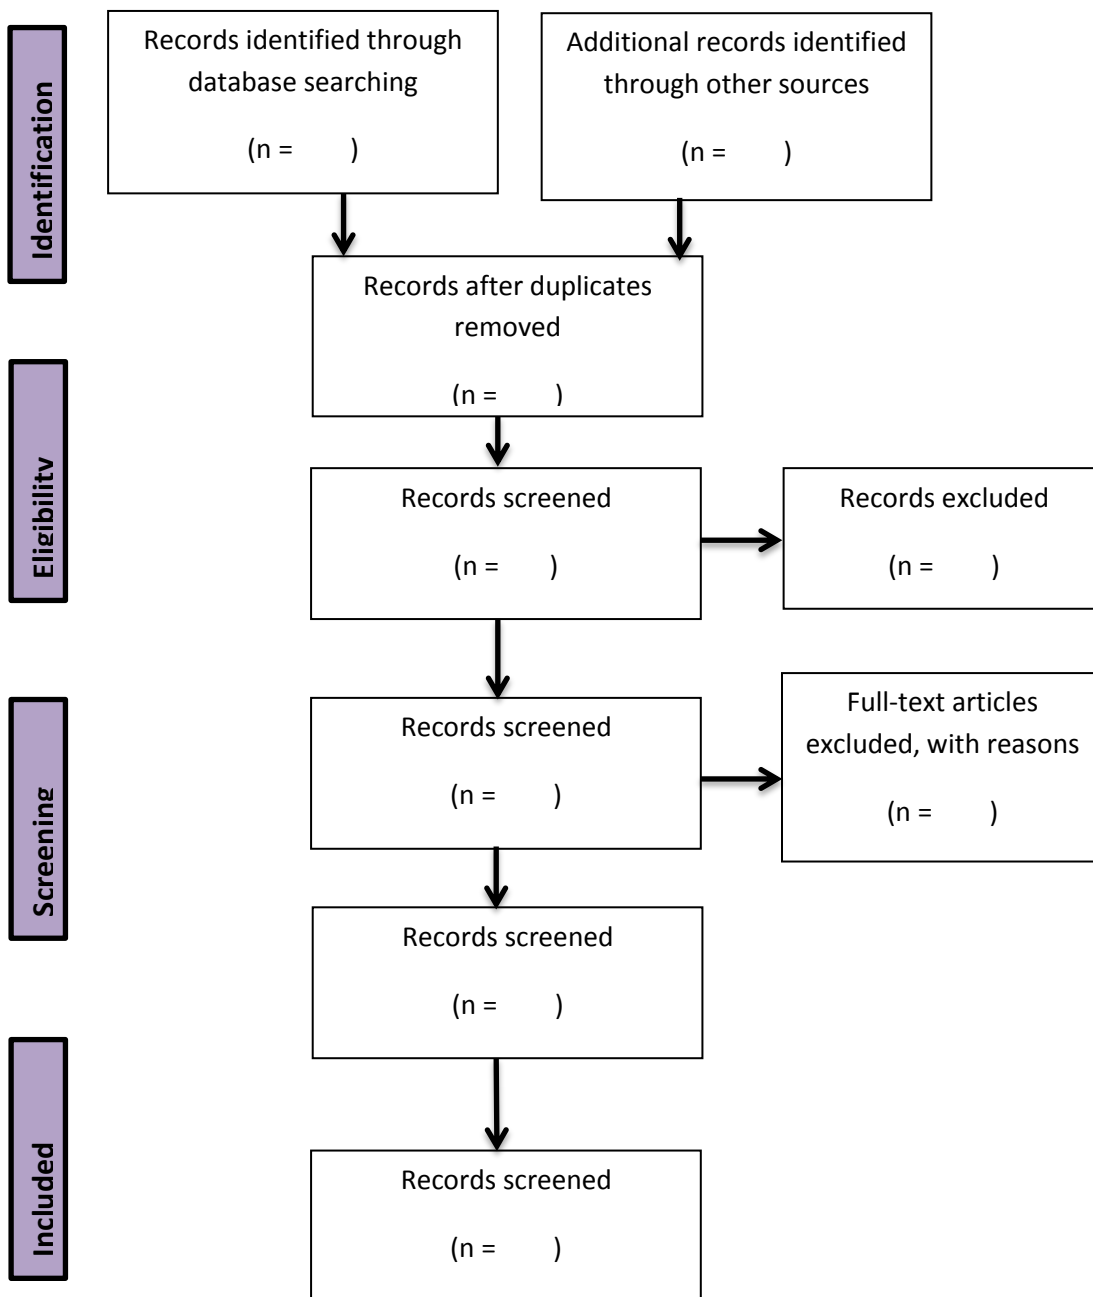 Identification
Records identified through
database searching
(n =        )
Additional records identified
through other sources
(n =        )
Records after duplicates
removed
(n =        )
Eligibility
Records screened
(n =        )
Records excluded
(n =        )
Screening
Records screened
(n =        )
Full-text articles
excluded, with reasons
(n =        )
Records screened
(n =        )
Included
Records screened
(n =        )